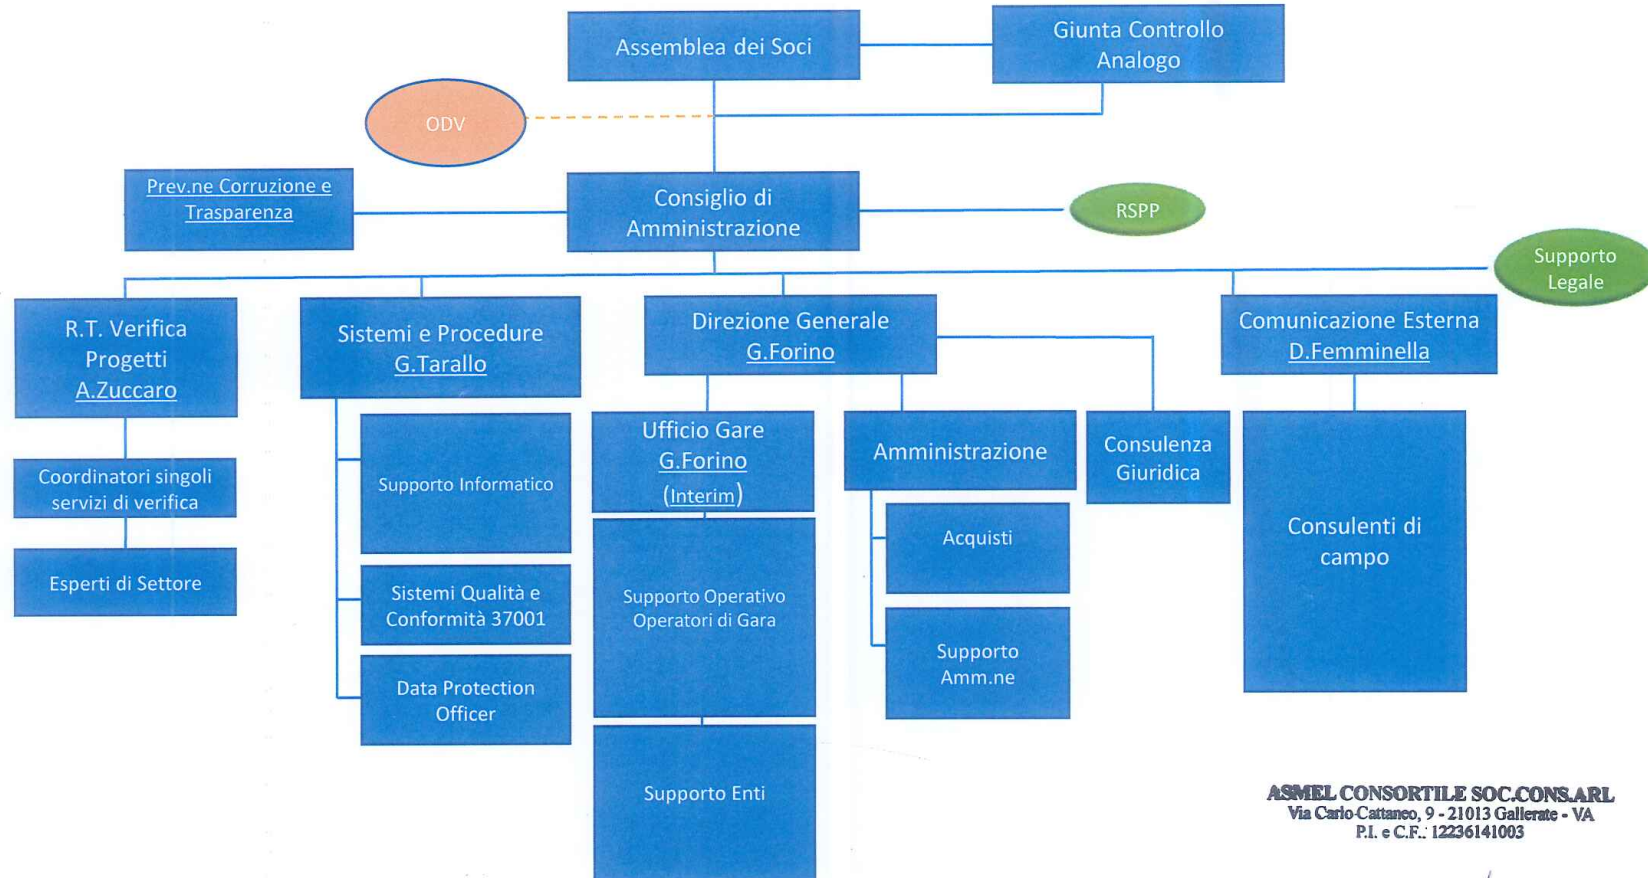 Assemblea dei Soci
Giunta Controllo
Analogo
ODV
Prev.ne Corruzione e
Trasparenza
Consiglio di
Amministrazione
RSPP
Supporto
Legale
R.T. Verifica
Progetti
A.Zuccaro
Sistemi e Procedure
G.Tarallo
Direzione Generale
G.Forino
Comunicazione Esterna
D.Femminella
Coordinatori singoli
servizi di verifica
Esperti di Settore
Supporto Informatico
Sistemi Qualità e
Conformità 37001
Data Protection
Officer
Ufficio Gare
G.Forino
(Interim)
Supporto Operativo
Operatori di Gara
Supporto Enti
Amministrazione
Acquisti
Supporto
Amm.ne
Consulenza
Giuridica
Consulenti di
campo
ASMEL CONSORTILE SOC.CONS.ARL
Via Carlo Cattaneo, 9 - 21013 Gallerate - VA
P.I. e C.F.: 12236141003